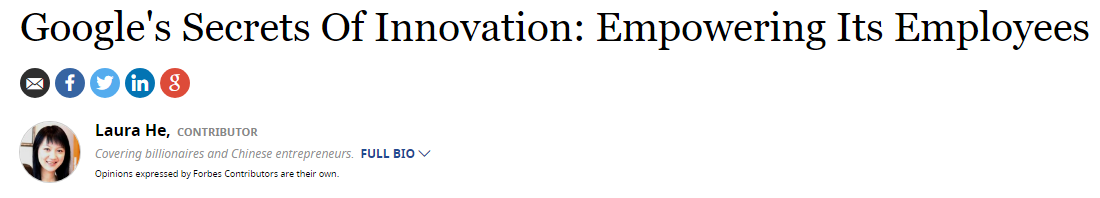 Google's Secrets Of Innovation: Empowering Its Employees
f in g
Laura He, CONTRIBUTOR
Covering billionaires and Chinese entrepreneurs. FULL BIO
Opinions expressed by Forbes Contributors are their own.